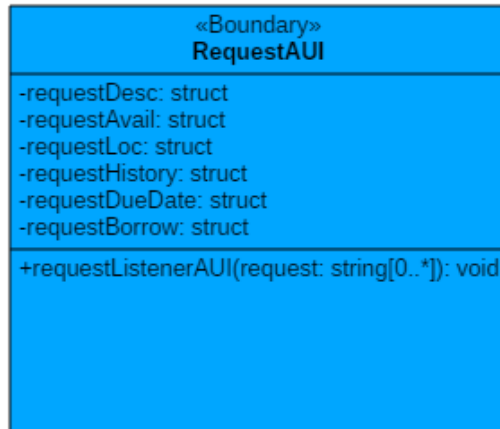 «Boundary»
RequestAUI
-requestDesc: struct
-requestAvail: struct
-requestLoc: struct
-requestHistory: struct
-requestDueDate: struct
-requestBorrow: struct
+requestListenerAUI(request: string[0..*]): void